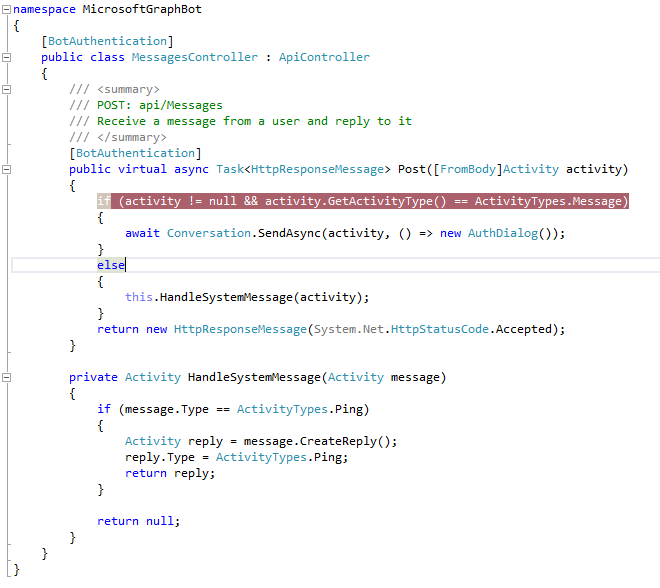 namespace MicrosoftGraphBot
{
    [BotAuthentication]
    public class MessagesController : ApiController
    {
        /// <summary>
        /// POST: api/Messages
        /// Receive a message from a user and reply to it
        /// </summary>
        [BotAuthentication]
        public virtual async Task<HttpResponseMessage> Post([FromBody]Activity activity)
        {
            if (activity != null && activity.GetActivityType() == ActivityTypes.Message)
            {
                await Conversation.SendAsync(activity, () => new AuthDialog());
            }
            else
            {
                this.HandleSystemMessage(activity);
            }
            return new HttpResponseMessage(System.Net.HttpStatusCode.Accepted);
        }

        private Activity HandleSystemMessage(Activity message)
        {
            if (message.Type == ActivityTypes.Ping)
            {
                Activity reply = message.CreateReply();
                reply.Type = ActivityTypes.Ping;
                return reply;
            }

            return null;
        }
    }
}